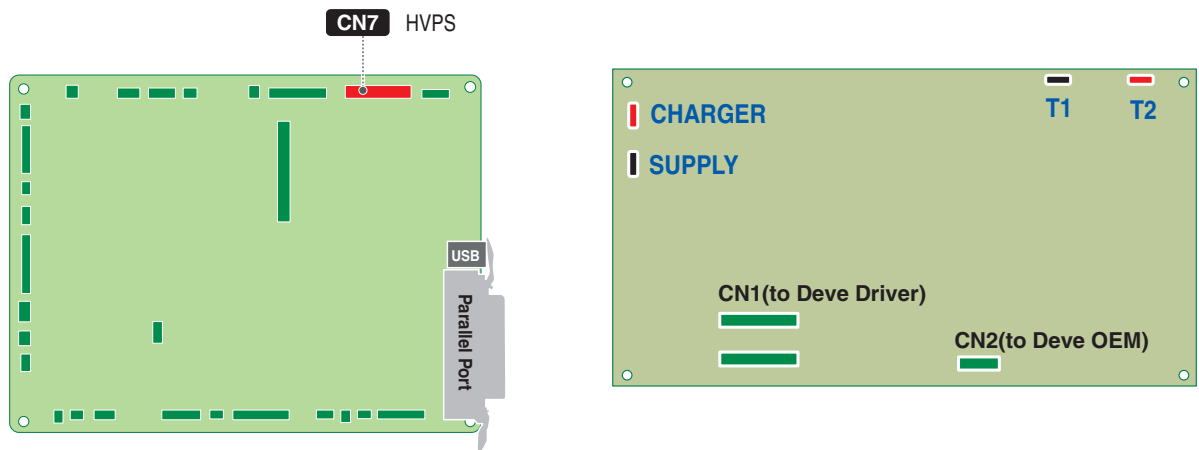 CN7 HVPS
USB
Parallel Port
CHARGER
SUPPLY
T1 T2
CN1(to Deve Driver)
CN2(to Deve OEM)